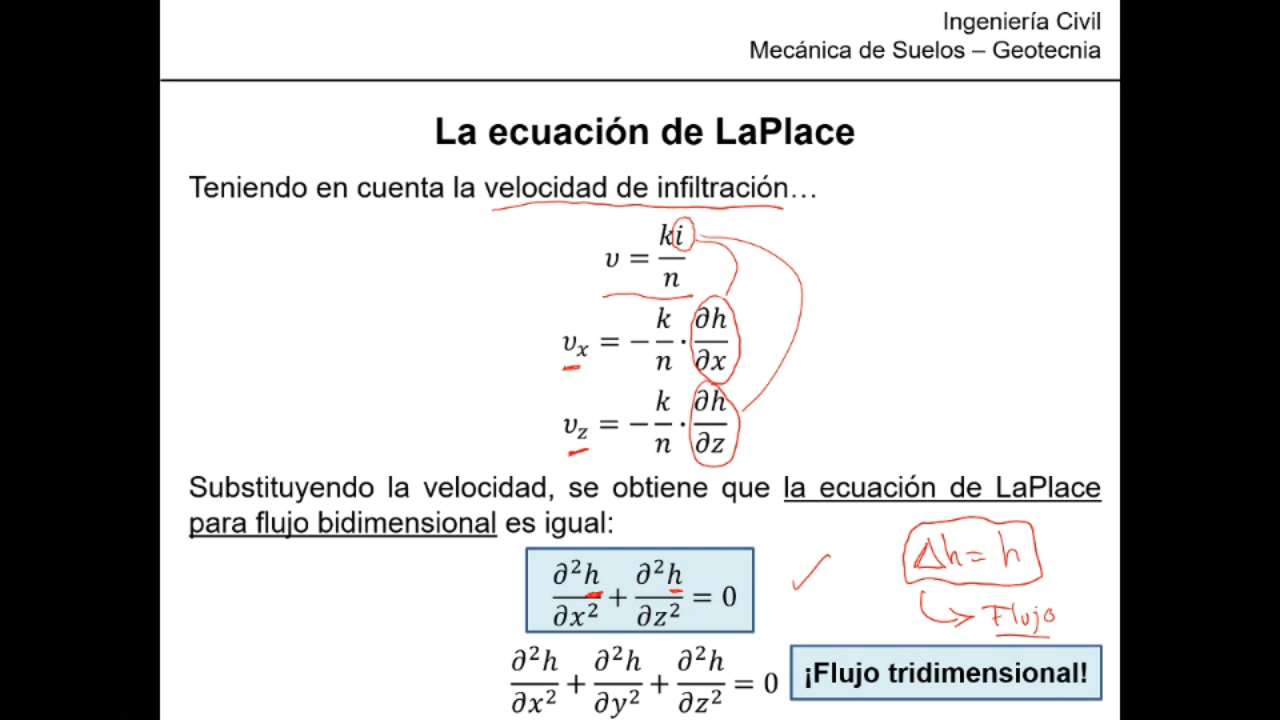 Ingeniería Civil
Mecánica de Suelos – Geotecnia
La ecuación de LaPlace
Teniendo en cuenta la velocidad de infiltración…
υ = ki/n
υₓ = −k/n · ∂h/∂x
υ_z = −k/n · ∂h/∂z
Substituyendo la velocidad, se obtiene que la ecuación de LaPlace
para flujo bidimensional es igual:
∂²h/∂x² + ∂²h/∂z² = 0
Δh = h
Flujo
∂²h/∂x² + ∂²h/∂y² + ∂²h/∂z² = 0
¡Flujo tridimensional!